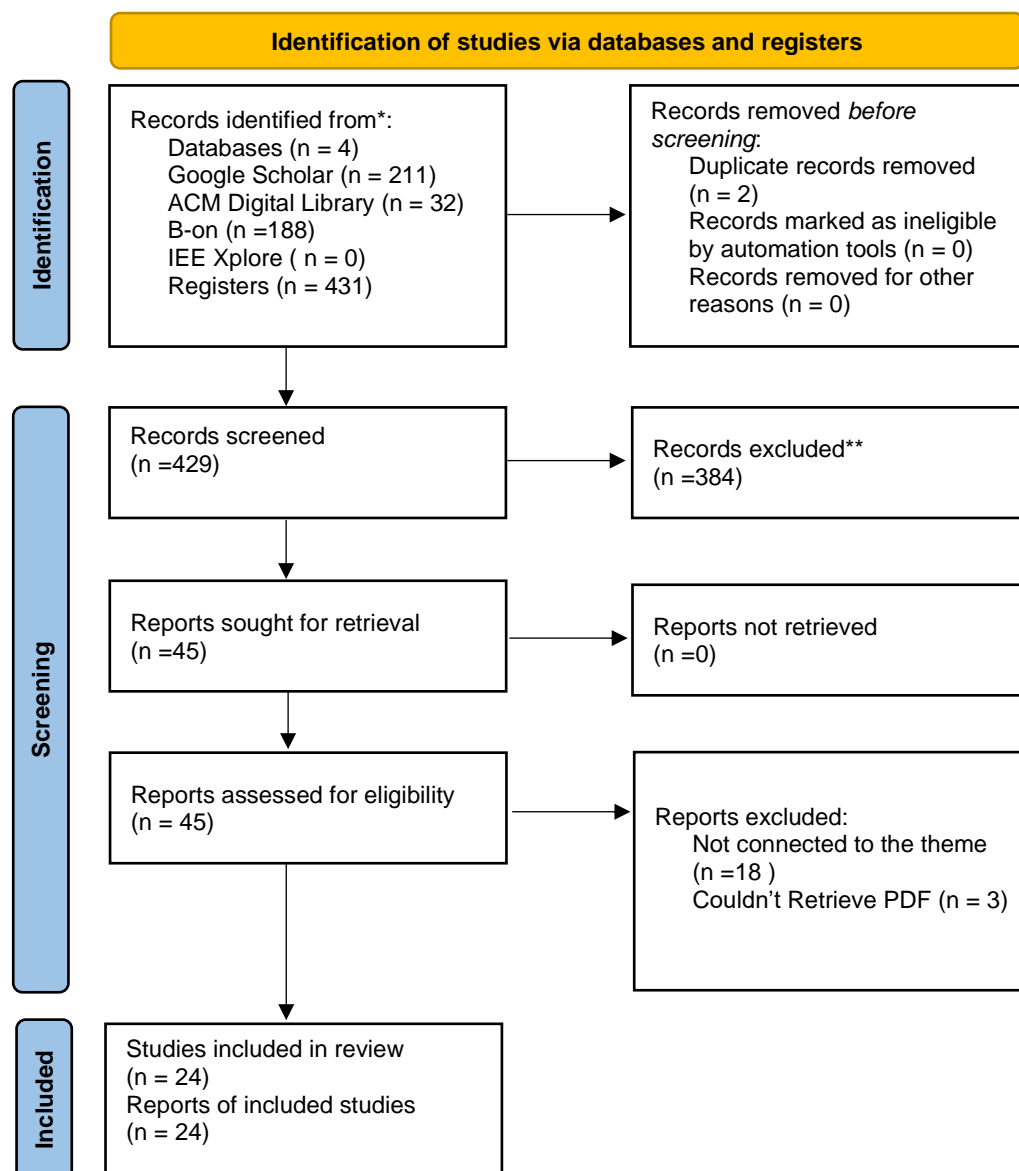 Identification of studies via databases and registers
Identification
Records identified from*:
Databases (n = 4)
Google Scholar (n = 211)
ACM Digital Library (n = 32)
B-on (n =188)
IEE Xplore ( n = 0)
Registers (n = 431)
Records removed before
screening:
Duplicate records removed
(n = 2)
Records marked as ineligible
by automation tools (n = 0)
Records removed for other
reasons (n = 0)
Screening
Records screened
(n =429)
Records excluded**
(n =384)
Reports sought for retrieval
(n =45)
Reports not retrieved
(n =0)
Reports assessed for eligibility
(n = 45)
Reports excluded:
Not connected to the theme
(n =18 )
Couldn’t Retrieve PDF (n = 3)
Included
Studies included in review
(n = 24)
Reports of included studies
(n = 24)